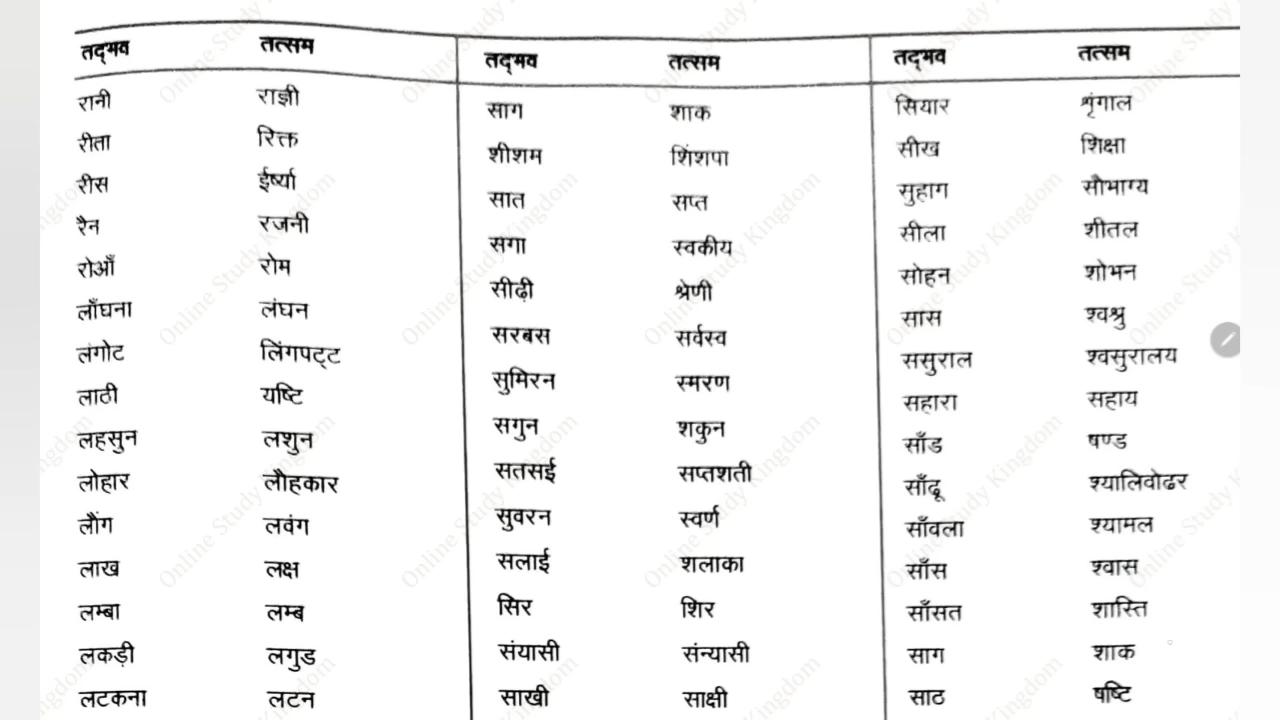 तद्भव तत्सम
रानी राज्ञी
रीता रिक्त
रीस ईर्ष्या
रैन रजनी
रोआँ रोम
लाँघना लंघन
लंगोट लिंगपट्ट
लाठी यष्टि
लहसुन लशुन
लोहार लौहकार
लौंग लवंग
लाख लक्ष
लम्बा लम्ब
लकड़ी लगुड
लटकना लटन
तद्भव तत्सम
साग शाक
शीशम शिंशपा
सात सप्त
सगा स्वकीय
सीढ़ी श्रेणी
सरबस सर्वस्व
सुमिरन स्मरण
सगुन शकुन
सतसई सप्तशती
सुवरन स्वर्ण
सलाई शलाका
सिर शिर
संयासी संन्यासी
साखी साक्षी
तद्भव तत्सम
सियार शृंगाल
सीख शिक्षा
सुहाग सौभाग्य
सीला शीतल
सोहन शोभन
सास श्वश्रु
ससुराल श्वसुरालय
सहारा सहाय
साँड षण्ड
साँढू श्यालिवोढर
साँवला श्यामल
साँस श्वास
साँसत शास्ति
साग शाक
साठ षष्टि
Online Study Kingdom